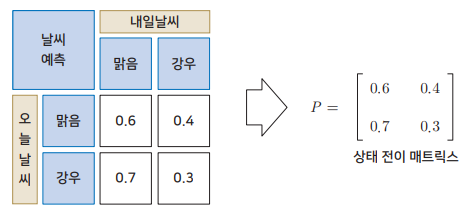 날씨
예측
내일날씨
맑음 강우
오늘날씨
맑음 0.6 0.4
강우 0.7 0.3
P = 0.6 0.4
0.7 0.3
상태 전이 매트릭스